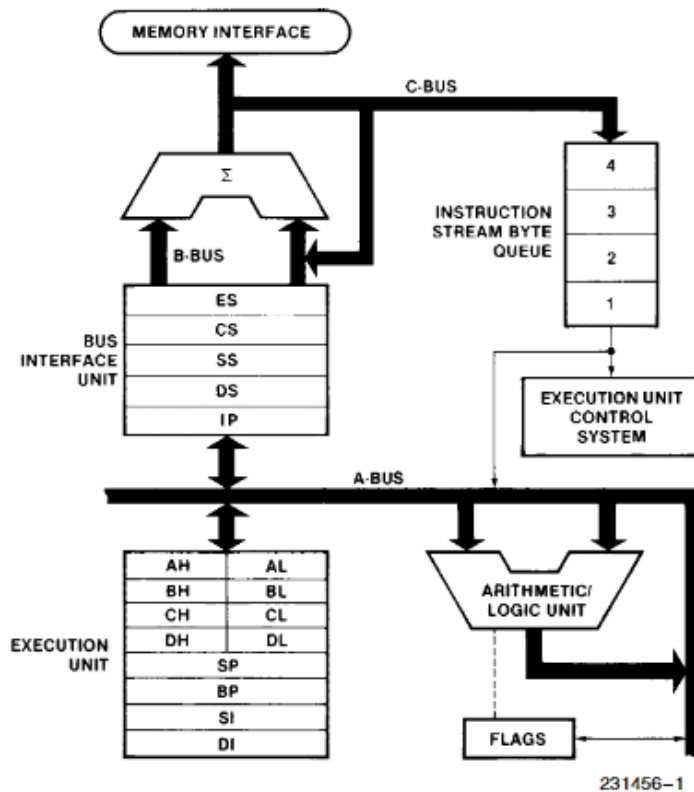 MEMORY INTERFACE
C-BUS
Σ
B-BUS
INSTRUCTION
STREAM BYTE
QUEUE
4
3
2
1
BUS
INTERFACE
UNIT
ES
CS
SS
DS
IP
EXECUTION UNIT
CONTROL
SYSTEM
A-BUS
EXECUTION
UNIT
AH AL
BH BL
CH CL
DH DL
SP
BP
SI
DI
ARITHMETIC/
LOGIC UNIT
FLAGS
231456-1